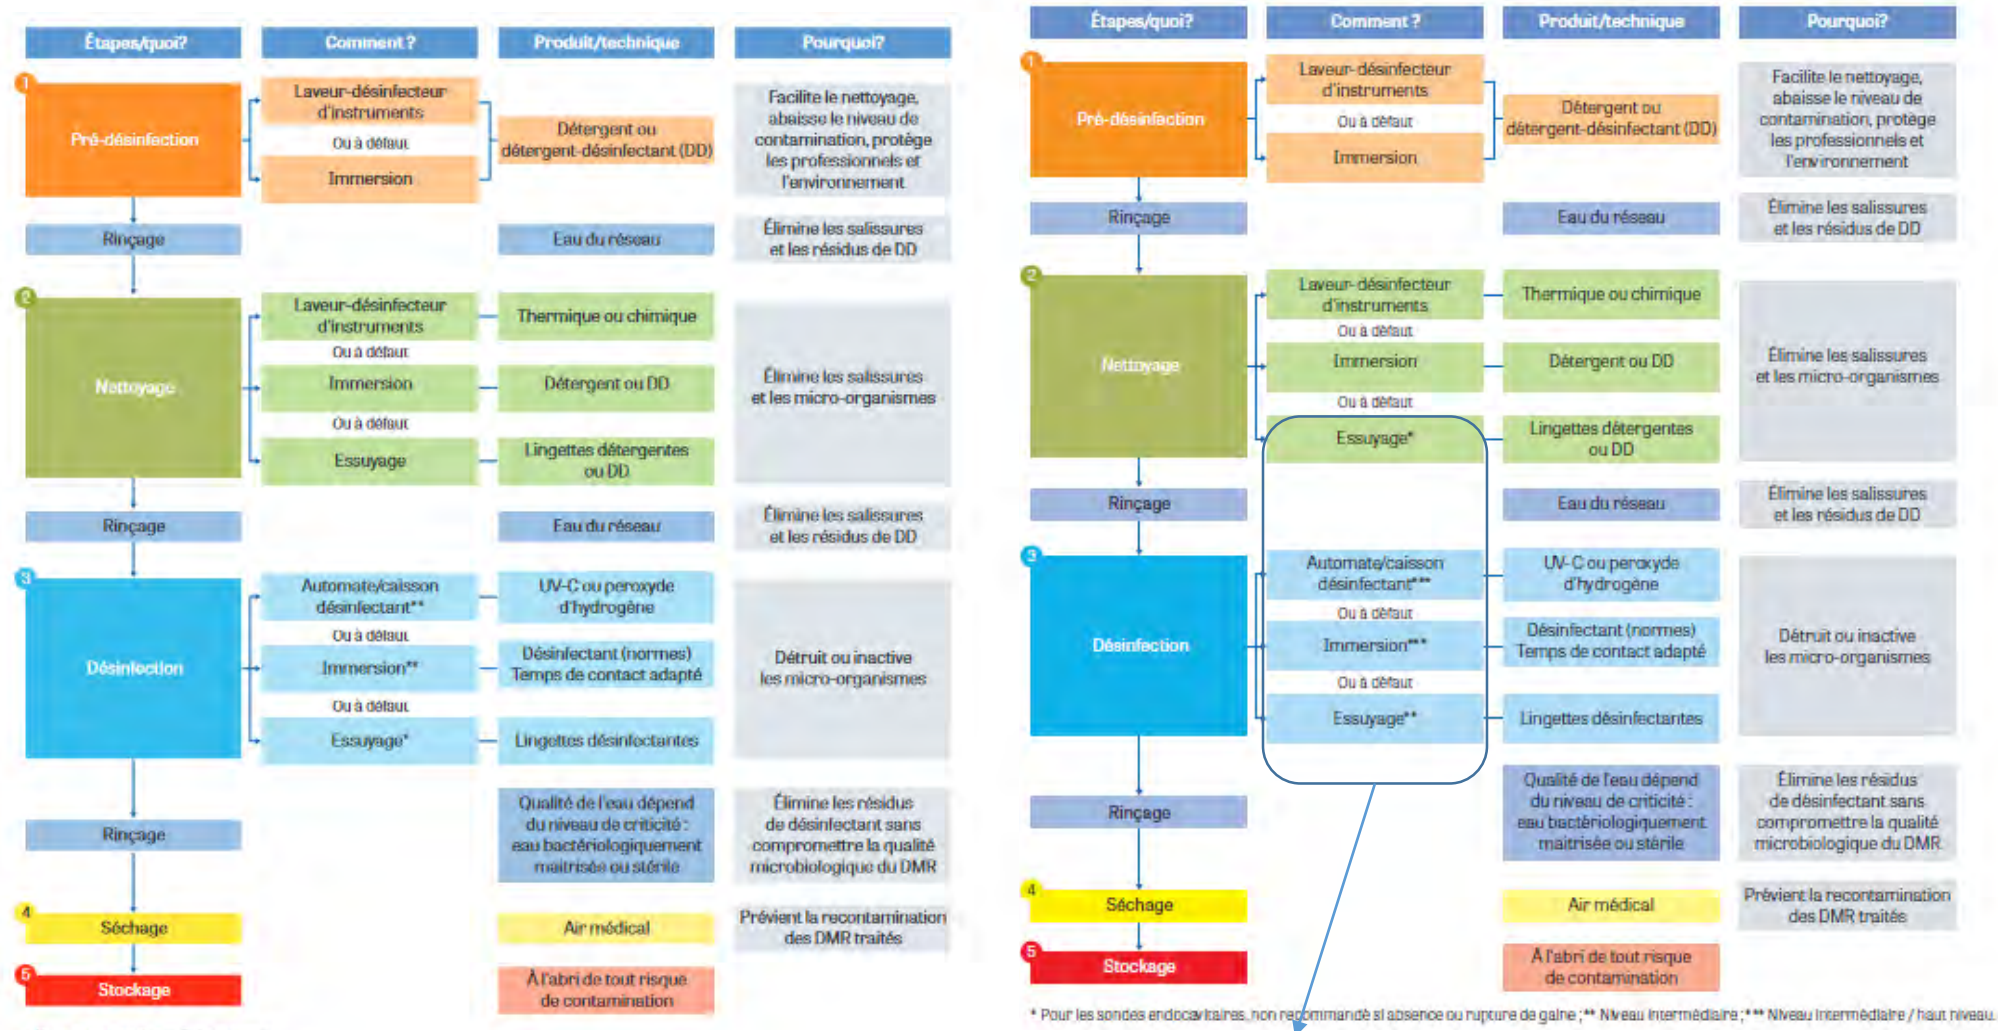 Étapes/quoi?
Comment ?
Produit/technique
Pourquoi?
1
Pré-désinfection
Laveur-désinfecteur
d'instruments
Ou à défaut
Immersion
Détergent ou
détergent-désinfectant (DD)
Facilite le nettoyage,
abaisse le niveau de
contamination, protège
les professionnels et
l'environnement
Rinçage
Eau du réseau
Élimine les salissures
et les résidus de DD
2
Nettoyage
Laveur-désinfecteur
d'instruments
Thermique ou chimique
Ou à défaut
Immersion
Détergent ou DD
Ou à défaut
Essuyage
Lingettes détergentes
ou DD
Élimine les salissures
et les micro-organismes
Rinçage
Eau du réseau
Élimine les salissures
et les résidus de DD
3
Désinfection
Automate/caisson
désinfectant**
UV-C ou peroxyde
d'hydrogène
Ou à défaut
Immersion**
Désinfectant (normes)
Temps de contact adapté
Ou à défaut
Essuyage*
Lingettes désinfectantes
Détruit ou inactive
les micro-organismes
Rinçage
Qualité de l'eau dépend
du niveau de criticité :
eau bactériologiquement
maitrisée ou stérile
Élimine les résidus
de désinfectant sans
compromettre la qualité
microbiologique du DMR
4
Séchage
Air médical
Prévient la recontamination
des DMR traités
5
Stockage
À l'abri de tout risque
de contamination
Étapes/quoi?
Comment ?
Produit/technique
Pourquoi?
1
Pré-désinfection
Laveur-désinfecteur
d'instruments
Ou à défaut
Immersion
Détergent ou
détergent-désinfectant (DD)
Facilite le nettoyage,
abaisse le niveau de
contamination, protège
les professionnels et
l'environnement
Rinçage
Eau du réseau
Élimine les salissures
et les résidus de DD
2
Nettoyage
Laveur-désinfecteur
d'instruments
Thermique ou chimique
Ou à défaut
Immersion
Détergent ou DD
Ou à défaut
Essuyage*
Lingettes détergentes
ou DD
Élimine les salissures
et les micro-organismes
Rinçage
Eau du réseau
Élimine les salissures
et les résidus de DD
3
Désinfection
Automate/caisson
désinfectant***
UV-C ou peroxyde
d'hydrogène
Ou à défaut
Immersion***
Désinfectant (normes)
Temps de contact adapté
Ou à défaut
Essuyage**
Lingettes désinfectantes
Détruit ou inactive
les micro-organismes
Rinçage
Qualité de l'eau dépend
du niveau de criticité :
eau bactériologiquement
maitrisée ou stérile
Élimine les résidus
de désinfectant sans
compromettre la qualité
microbiologique du DMR
4
Séchage
Air médical
Prévient la recontamination
des DMR traités
5
Stockage
À l'abri de tout risque
de contamination
* Pour les sondes endocavitaires, non recommandé si absence ou rupture de gaine ; ** Niveau intermédiaire ; *** Niveau intermédiaire / haut niveau.